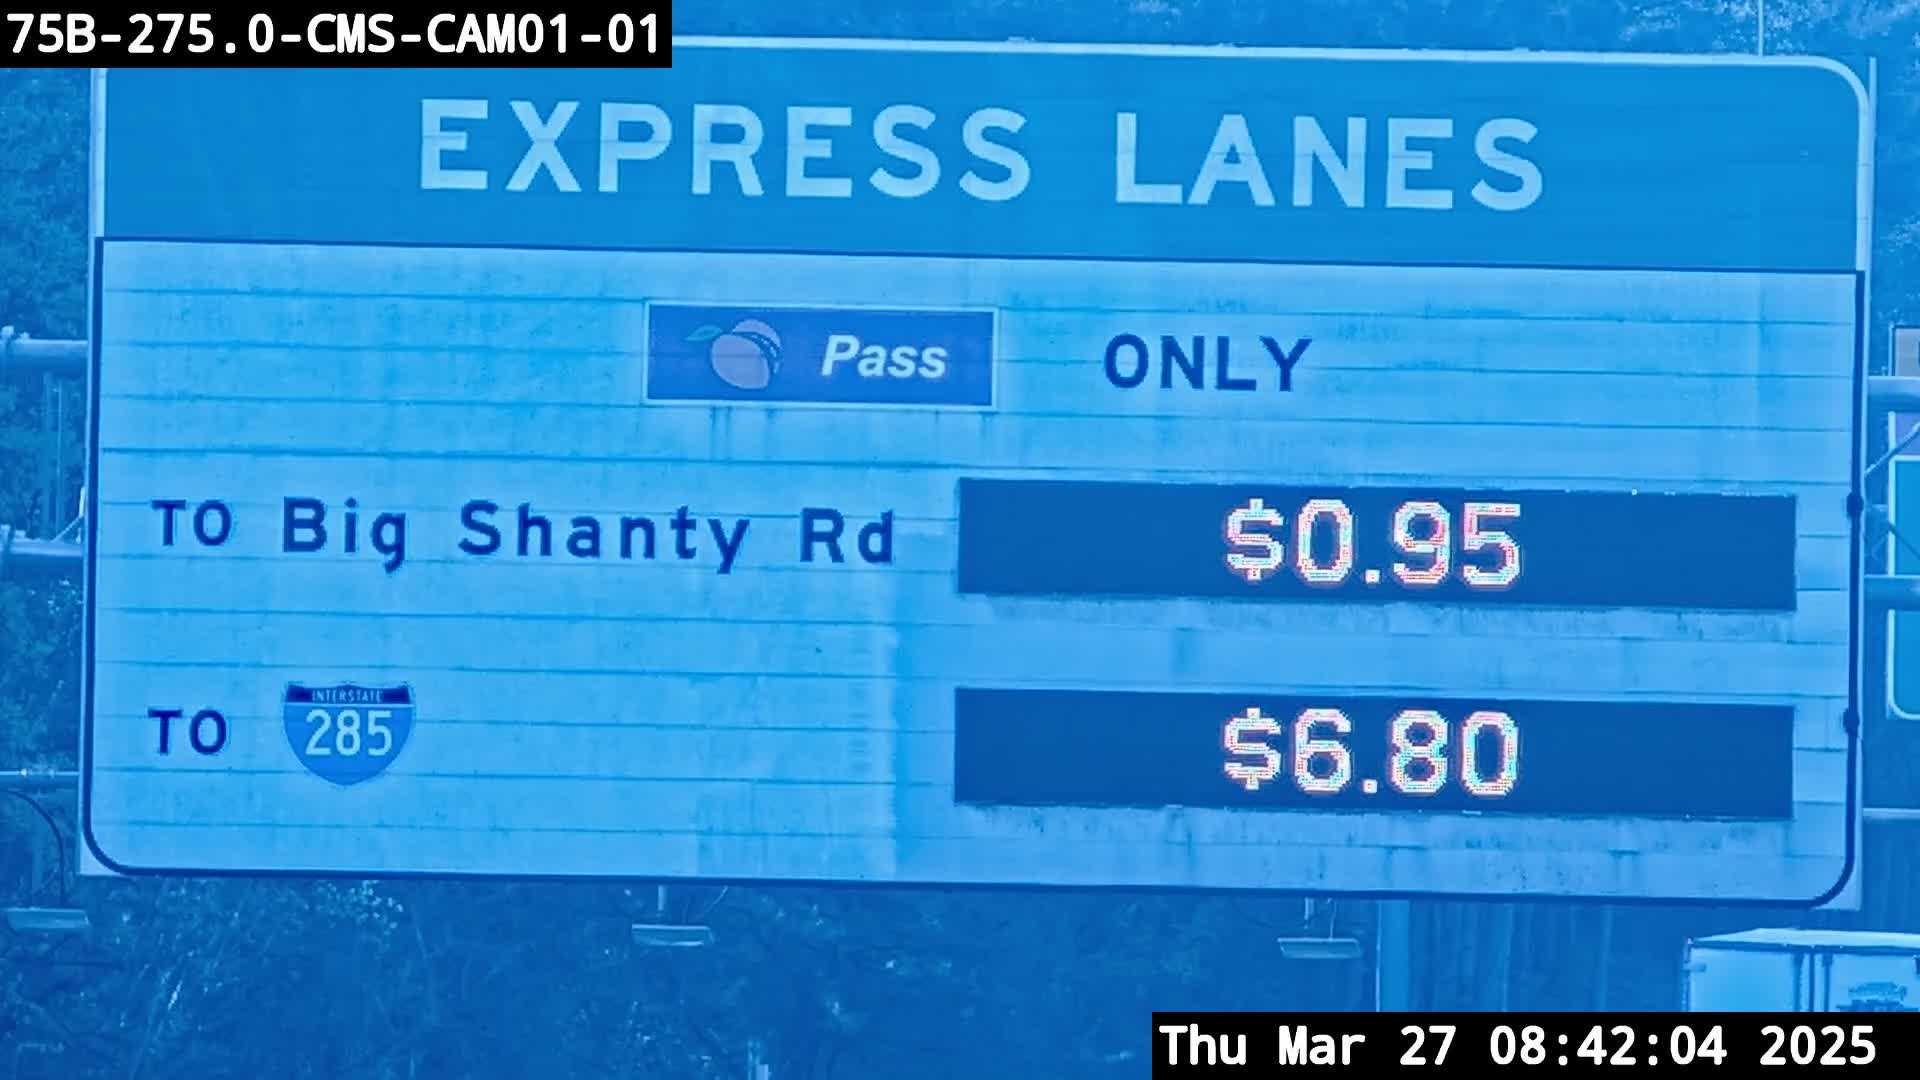 75B-275.0-CMS-CAM01-01
EXPRESS LANES
Pass ONLY
TO Big Shanty Rd $0.95
TO INTERSTATE 285 $6.80
Thu Mar 27 08:42:04 2025